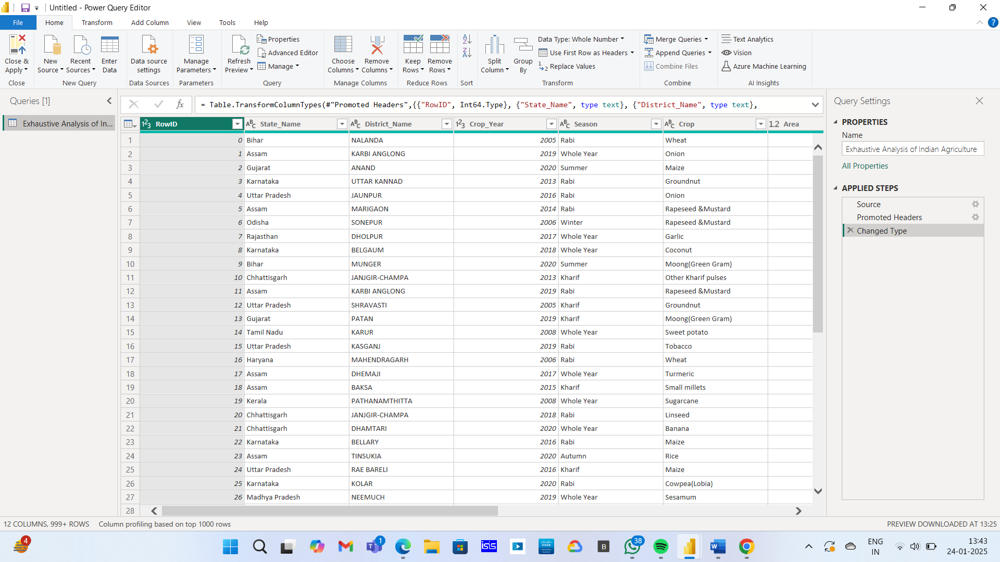 Untitled - Power Query Editor
File Home Transform Add Column View Tools Help
Close & Apply
New Source
Recent Sources
Enter Data
Data source settings
Manage Parameters
Refresh Preview
Properties
Advanced Editor
Manage
Choose Columns
Remove Columns
Keep Rows
Remove Rows
Split Column
Group By
Data Type: Whole Number
Use First Row as Headers
Replace Values
Merge Queries
Append Queries
Combine Files
Text Analytics
Vision
Azure Machine Learning
Close New Query Data Sources Parameters Query Manage Columns Reduce Rows Sort Transform Combine AI Insights
Queries [1]
Exhaustive Analysis of In...
fx = Table.TransformColumnTypes(#"Promoted Headers",{{"RowID", Int64.Type}, {"State_Name", type text}, {"District_Name", type text},
RowID State_Name District_Name Crop_Year Season Crop 1.2 Area
1 0 Bihar NALANDA 2005 Rabi Wheat
2 1 Assam KARBI ANGLONG 2019 Whole Year Onion
3 2 Gujarat ANAND 2020 Summer Maize
4 3 Karnataka UTTAR KANNAD 2013 Rabi Groundnut
5 4 Uttar Pradesh JAUNPUR 2016 Rabi Onion
6 5 Assam MARIGAON 2014 Rabi Rapeseed &Mustard
7 6 Odisha SONEPUR 2006 Winter Rapeseed &Mustard
8 7 Rajasthan DHOLPUR 2017 Whole Year Garlic
9 8 Karnataka BELGAUM 2018 Whole Year Coconut
10 9 Bihar MUNGER 2020 Summer Moong(Green Gram)
11 10 Chhattisgarh JANJGIR-CHAMPA 2013 Kharif Other Kharif pulses
12 11 Assam KARBI ANGLONG 2019 Rabi Rapeseed &Mustard
13 12 Uttar Pradesh SHRAVASTI 2005 Kharif Groundnut
14 13 Gujarat PATAN 2019 Kharif Moong(Green Gram)
15 14 Tamil Nadu KARUR 2008 Whole Year Sweet potato
16 15 Uttar Pradesh KASGANJ 2019 Rabi Tobacco
17 16 Haryana MAHENDRAGARH 2006 Rabi Wheat
18 17 Assam DHEMAJI 2017 Whole Year Turmeric
19 18 Assam BAKSA 2015 Kharif Small millets
20 19 Kerala PATHANAMTHITTA 2008 Whole Year Sugarcane
21 20 Chhattisgarh JANJGIR-CHAMPA 2018 Rabi Linseed
22 21 Chhattisgarh DHAMTARI 2020 Whole Year Banana
23 22 Karnataka BELLARY 2016 Rabi Maize
24 23 Assam TINSUKIA 2020 Autumn Rice
25 24 Uttar Pradesh RAE BARELI 2016 Kharif Maize
26 25 Karnataka KOLAR 2020 Rabi Cowpea(Lobia)
27 26 Madhya Pradesh NEEMUCH 2019 Whole Year Sesamum
28
Query Settings
PROPERTIES
Name
Exhaustive Analysis of Indian Agriculture
All Properties
APPLIED STEPS
Source
Promoted Headers
Changed Type
12 COLUMNS, 999+ ROWS Column profiling based on top 1000 rows PREVIEW DOWNLOADED AT 13:25
4 1 isis cisco B 38 W
ENG
IN
13:43
24-01-2025